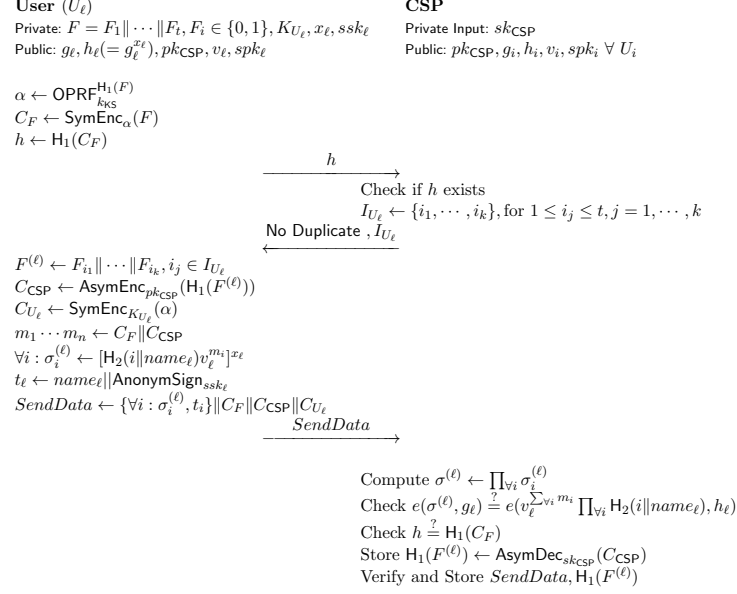 User (U_ℓ) CSP
Private: F = F_1‖ · · · ‖F_t, F_i ∈ {0, 1}, K_{U_ℓ}, x_ℓ, ssk_ℓ Private Input: sk_CSP
Public: g_ℓ, h_ℓ(= g_ℓ^{x_ℓ}), pk_CSP, v_ℓ, spk_ℓ Public: pk_CSP, g_i, h_i, v_i, spk_i ∀ U_i
α ← OPRF_{k_KS}^{H_1(F)}
C_F ← SymEnc_α(F)
h ← H_1(C_F)
h
Check if h exists
I_{U_ℓ} ← {i_1, · · · , i_k}, for 1 ≤ i_j ≤ t, j = 1, · · · , k
No Duplicate , I_{U_ℓ}
F^{(ℓ)} ← F_{i_1}‖ · · · ‖F_{i_k}, i_j ∈ I_{U_ℓ}
C_CSP ← AsymEnc_{pk_CSP}(H_1(F^{(ℓ)}))
C_{U_ℓ} ← SymEnc_{K_{U_ℓ}}(α)
m_1 · · · m_n ← C_F‖C_CSP
∀i : σ_i^{(ℓ)} ← [H_2(i‖name_ℓ)v_ℓ^{m_i}]^{x_ℓ}
t_ℓ ← name_ℓ||AnonymSign_{ssk_ℓ}
SendData ← {∀i : σ_i^{(ℓ)}, t_i}‖C_F‖C_CSP‖C_{U_ℓ}
SendData
Compute σ^{(ℓ)} ← ∏_{∀i} σ_i^{(ℓ)}
Check e(σ^{(ℓ)}, g_ℓ) ≟ e(v_ℓ^{∑_{∀i} m_i} ∏_{∀i} H_2(i‖name_ℓ), h_ℓ)
Check h ≟ H_1(C_F)
Store H_1(F^{(ℓ)}) ← AsymDec_{sk_CSP}(C_CSP)
Verify and Store SendData, H_1(F^{(ℓ)})